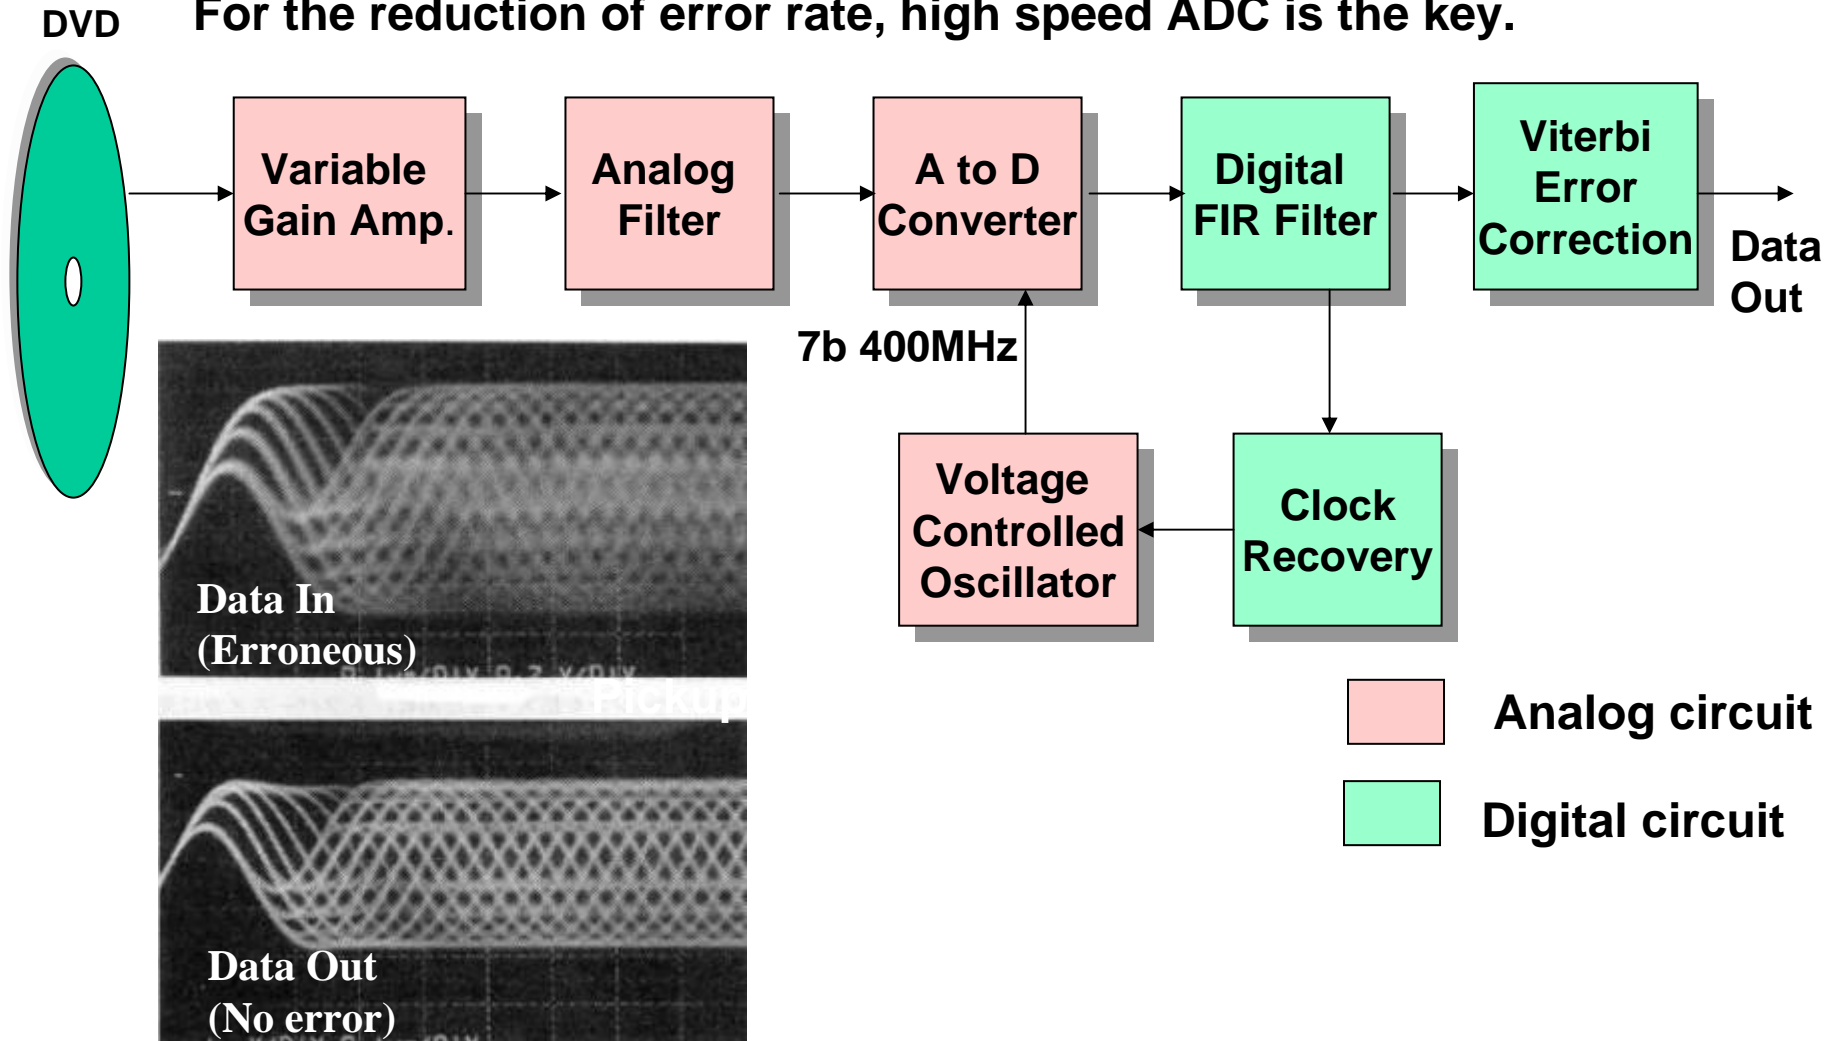 For the reduction of error rate, high speed ADC is the key.
DVD
Variable
Gain Amp.
Analog
Filter
A to D
Converter
Digital
FIR Filter
Viterbi
Error
Correction
Data
Out
7b 400MHz
Voltage
Controlled
Oscillator
Clock
Recovery
Data In
(Erroneous)
Pickup
Data Out
(No error)
Analog circuit
Digital circuit